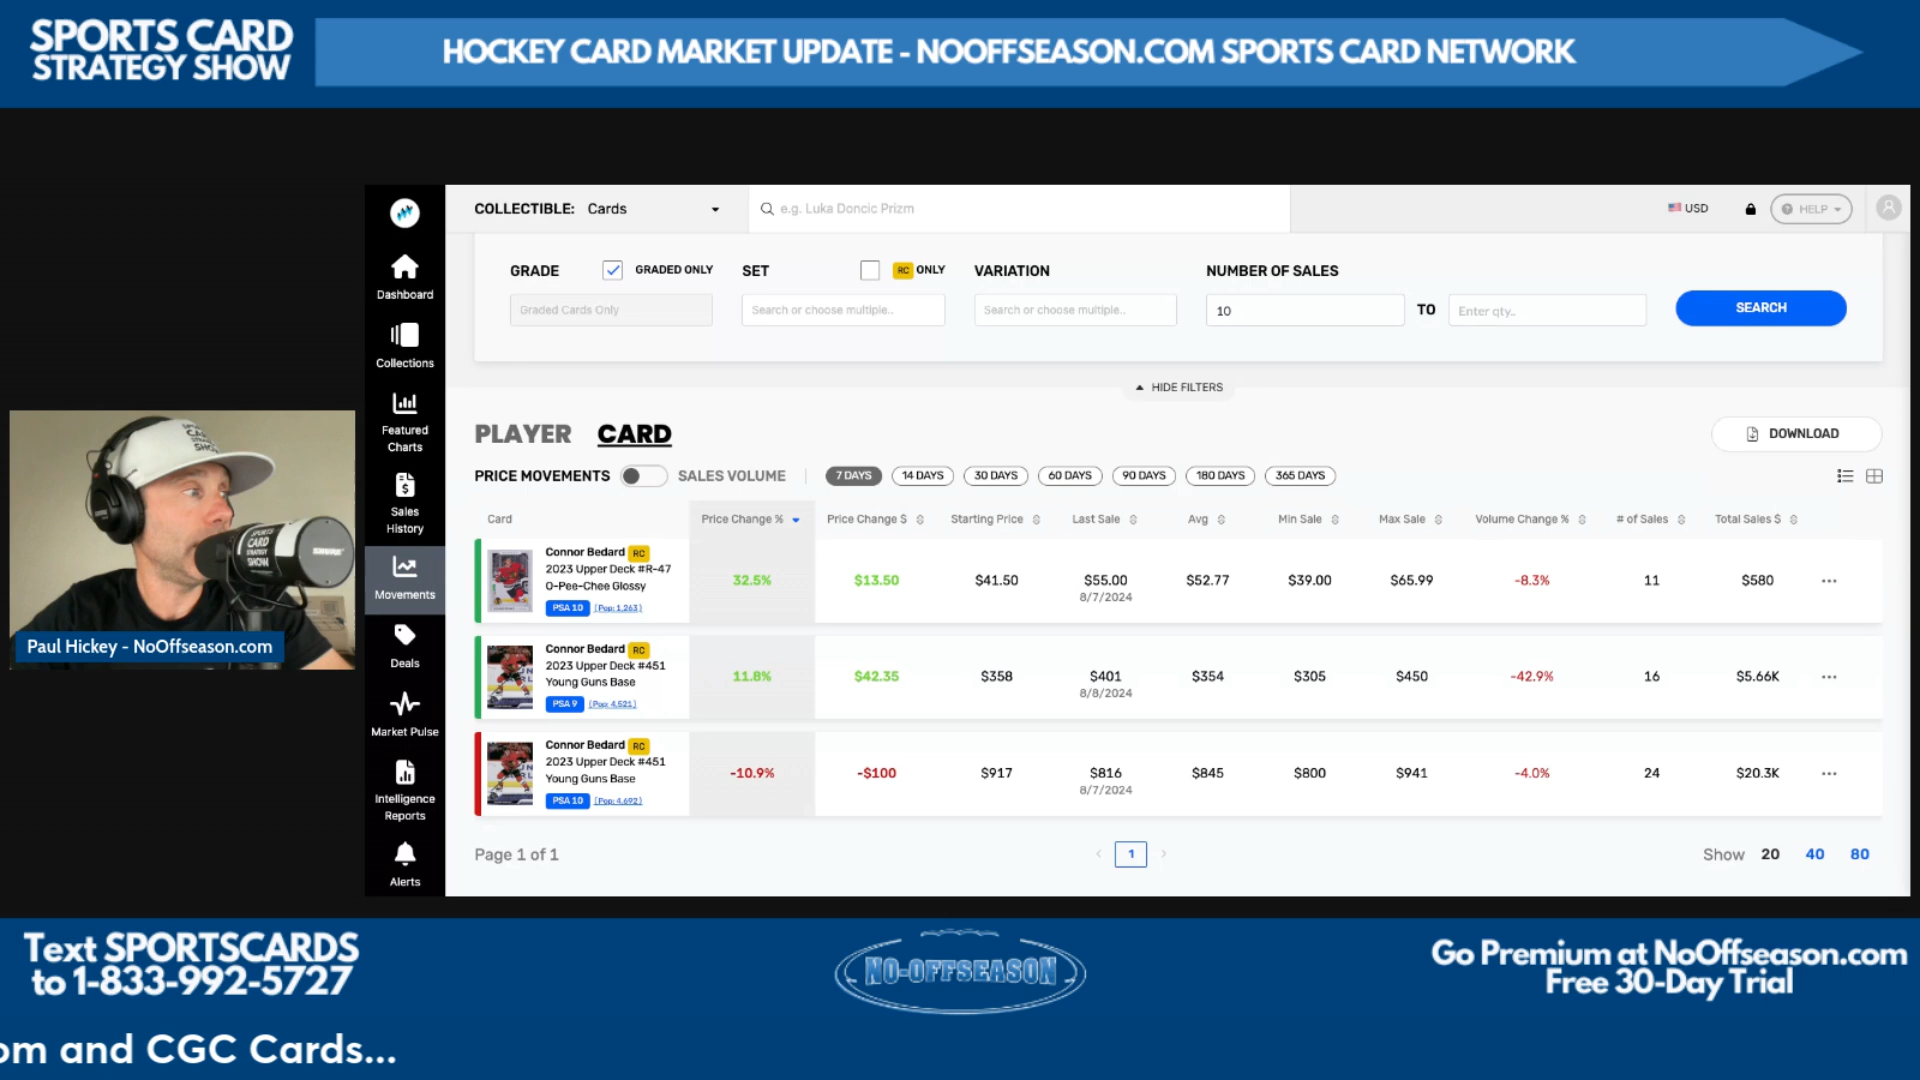 SPORTS CARD
STRATEGY SHOW
HOCKEY CARD MARKET UPDATE - NOOFFSEASON.COM SPORTS CARD NETWORK
COLLECTIBLE: Cards
e.g. Luka Doncic Prizm
USD
HELP
Dashboard
Collections
Featured
Charts
Sales
History
Movements
Deals
Market Pulse
Intelligence
Reports
Alerts
GRADE GRADED ONLY SET RC ONLY VARIATION NUMBER OF SALES
Graded Cards Only Search or choose multiple.. Search or choose multiple.. 10 TO Enter qty.. SEARCH
HIDE FILTERS
PLAYER CARD DOWNLOAD
PRICE MOVEMENTS SALES VOLUME 7 DAYS 14 DAYS 30 DAYS 60 DAYS 90 DAYS 180 DAYS 365 DAYS
Card Price Change % Price Change $ Starting Price Last Sale Avg Min Sale Max Sale Volume Change % # of Sales Total Sales $
Connor Bedard RC
2023 Upper Deck #R-47
O-Pee-Chee Glossy
PSA 10 (Pop: 1,263)
32.5% $13.50 $41.50 $55.00 $52.77 $39.00 $65.99 -8.3% 11 $580
8/7/2024
Connor Bedard RC
2023 Upper Deck #451
Young Guns Base
PSA 9 (Pop: 4,521)
11.8% $42.35 $358 $401 $354 $305 $450 -42.9% 16 $5.66K
8/8/2024
Connor Bedard RC
2023 Upper Deck #451
Young Guns Base
PSA 10 (Pop: 4,692)
-10.9% -$100 $917 $816 $845 $800 $941 -4.0% 24 $20.3K
8/7/2024
Page 1 of 1 1 Show 20 40 80
SPORTS
CARD
STRATEGY
SHOW
SHURE
Paul Hickey - NoOffseason.com
Text SPORTSCARDS
to 1-833-992-5727
NO-OFFSEASON
Go Premium at NoOffseason.com
Free 30-Day Trial
om and CGC Cards...